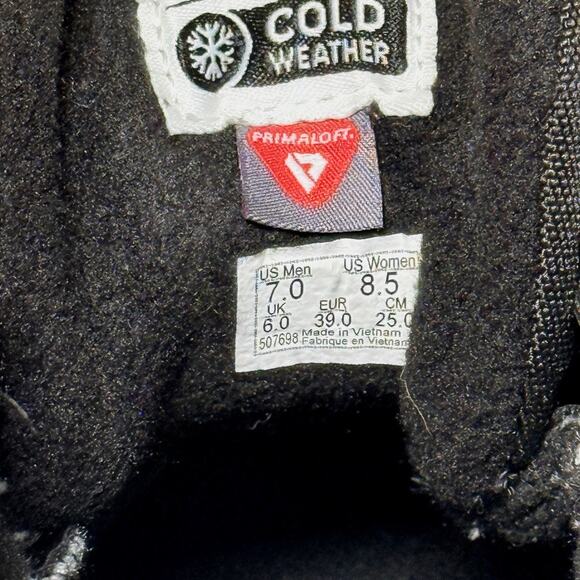 COLD
WEATHER
PRIMALOFT®
US Men US Women
7.0 8.5
UK EUR CM
6.0 39.0 25.0
507698 Made in Vietnam
Fabrique en Vietnam